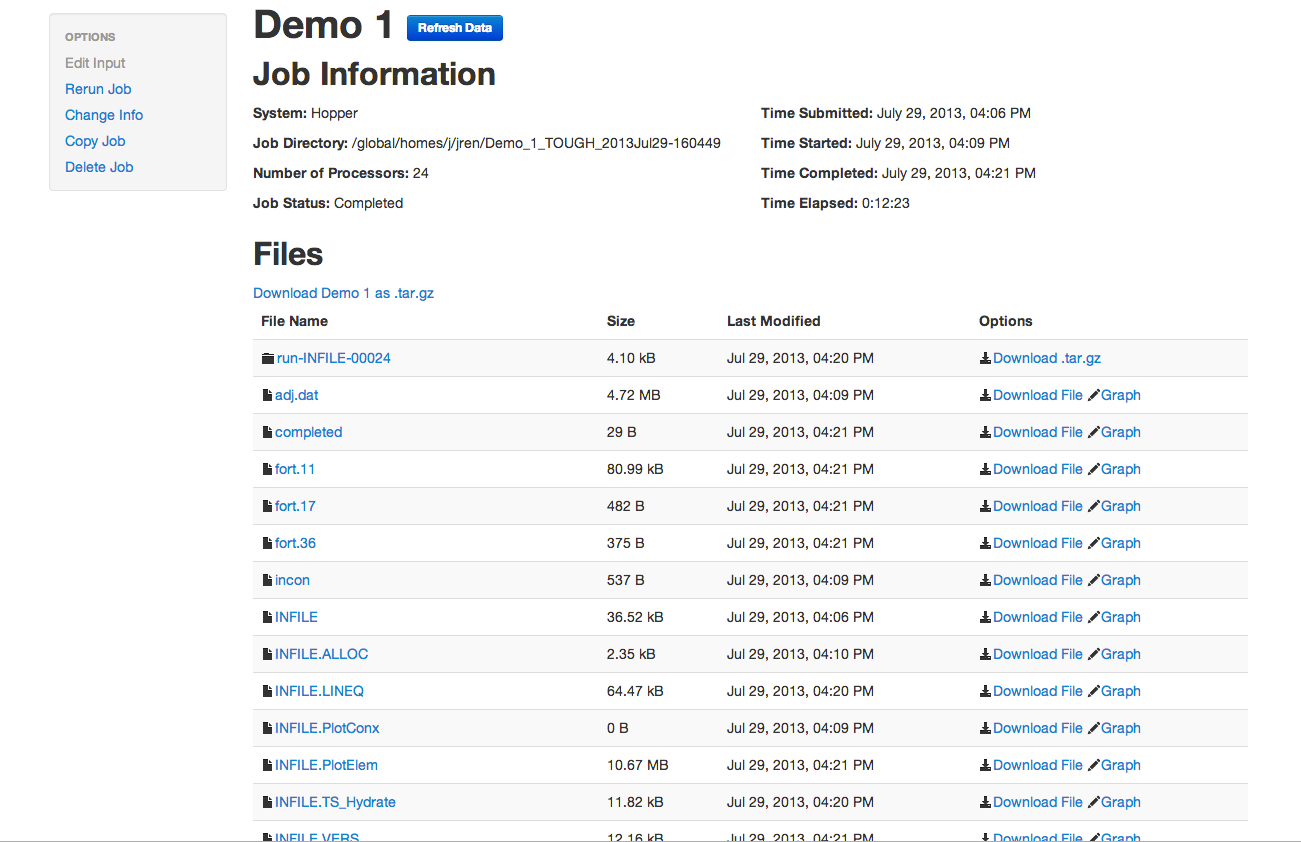 OPTIONS
Edit Input
Rerun Job
Change Info
Copy Job
Delete Job
Demo 1 Refresh Data
Job Information
System: Hopper
Job Directory: /global/homes/j/jren/Demo_1_TOUGH_2013Jul29-160449
Number of Processors: 24
Job Status: Completed
Time Submitted: July 29, 2013, 04:06 PM
Time Started: July 29, 2013, 04:09 PM
Time Completed: July 29, 2013, 04:21 PM
Time Elapsed: 0:12:23
Files
Download Demo 1 as .tar.gz
File Name Size Last Modified Options
run-INFILE-00024 4.10 kB Jul 29, 2013, 04:20 PM Download .tar.gz
adj.dat 4.72 MB Jul 29, 2013, 04:09 PM Download File Graph
completed 29 B Jul 29, 2013, 04:21 PM Download File Graph
fort.11 80.99 kB Jul 29, 2013, 04:21 PM Download File Graph
fort.17 482 B Jul 29, 2013, 04:21 PM Download File Graph
fort.36 375 B Jul 29, 2013, 04:21 PM Download File Graph
incon 537 B Jul 29, 2013, 04:09 PM Download File Graph
INFILE 36.52 kB Jul 29, 2013, 04:06 PM Download File Graph
INFILE.ALLOC 2.35 kB Jul 29, 2013, 04:10 PM Download File Graph
INFILE.LINEQ 64.47 kB Jul 29, 2013, 04:20 PM Download File Graph
INFILE.PlotConx 0 B Jul 29, 2013, 04:09 PM Download File Graph
INFILE.PlotElem 10.67 MB Jul 29, 2013, 04:21 PM Download File Graph
INFILE.TS_Hydrate 11.82 kB Jul 29, 2013, 04:20 PM Download File Graph
INFILE.VERS 12.16 kB Jul 29, 2013, 04:21 PM Download File Graph